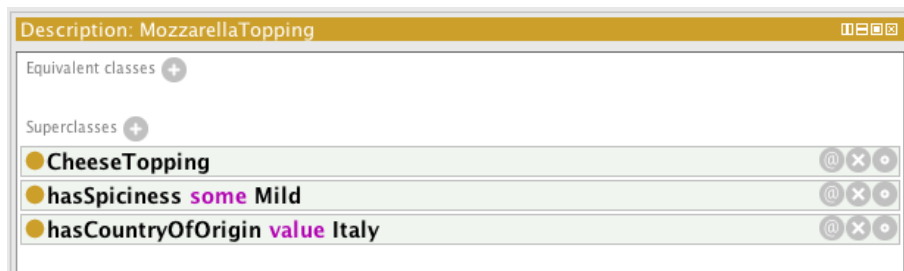 Description: MozzarellaTopping
Equivalent classes
Superclasses
CheeseTopping
hasSpiciness some Mild
hasCountryOfOrigin value Italy